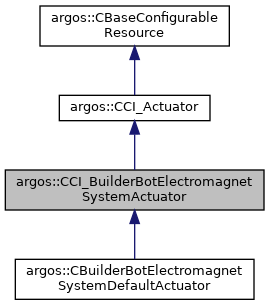 argos::CBaseConfigurable
Resource
argos::CCI_Actuator
argos::CCI_BuilderBotElectromagnet
SystemActuator
argos::CBuilderBotElectromagnet
SystemDefaultActuator